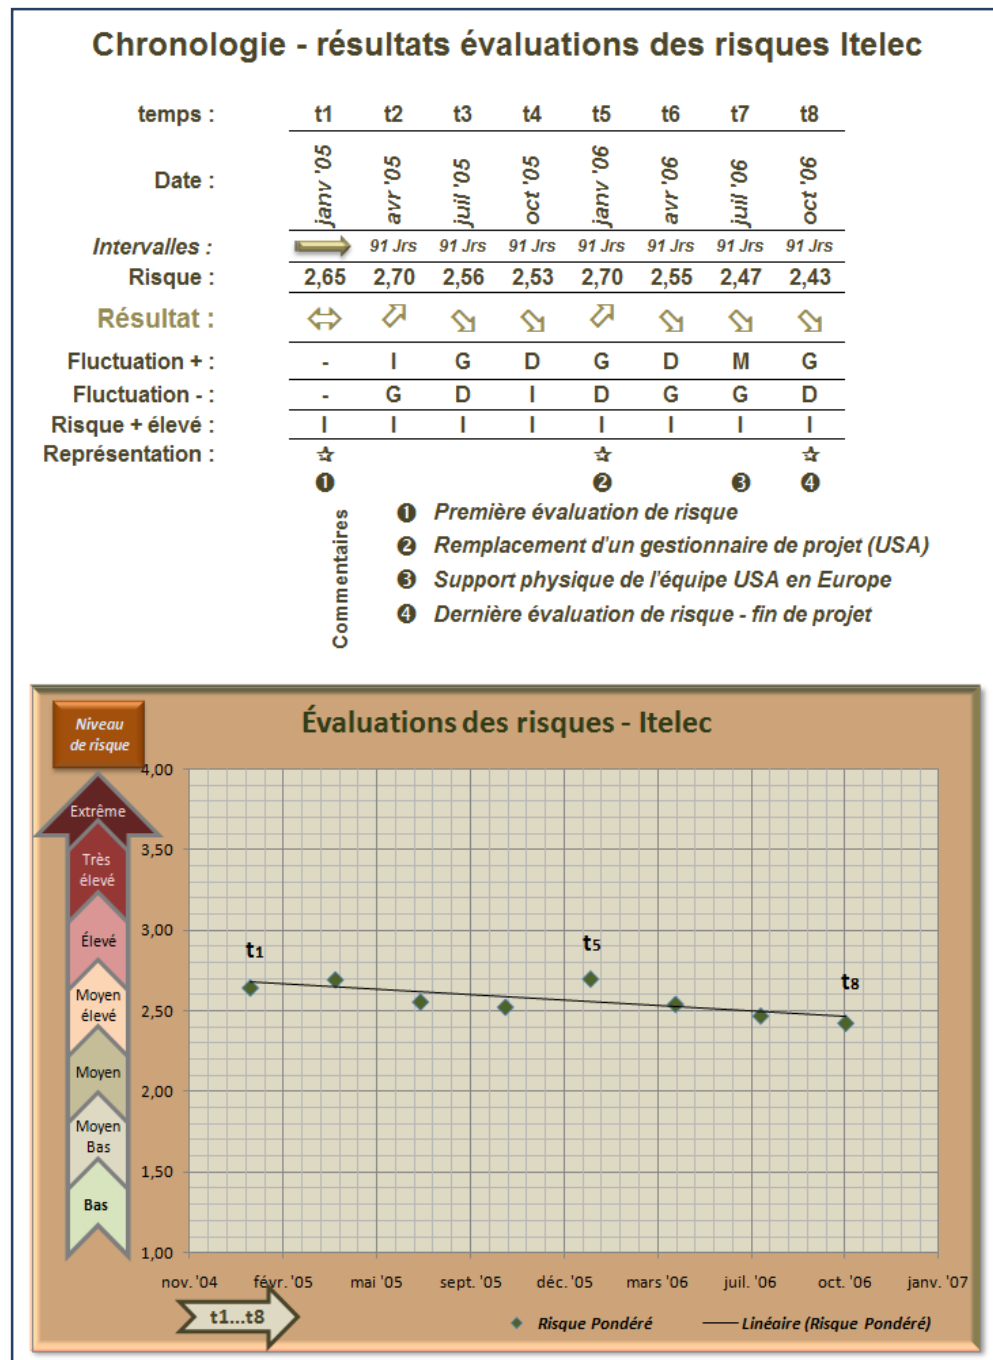 Chronologie - résultats évaluations des risques Itelec
temps : t1 t2 t3 t4 t5 t6 t7 t8
Date : janv '05 avr '05 juil '05 oct '05 janv '06 avr '06 juil '06 oct '06
Intervalles : 91 Jrs 91 Jrs 91 Jrs 91 Jrs 91 Jrs 91 Jrs 91 Jrs
Risque : 2,65 2,70 2,56 2,53 2,70 2,55 2,47 2,43
Résultat :
Fluctuation + : - I G D G D M G
Fluctuation - : - G D I D G G D
Risque + élevé : I I I I I I I I
Représentation :
❶ ❷ ❸ ❹
Commentaires
❶ Première évaluation de risque
❷ Remplacement d'un gestionnaire de projet (USA)
❸ Support physique de l'équipe USA en Europe
❹ Dernière évaluation de risque - fin de projet
Niveau
de risque
Évaluations des risques - Itelec
4,00
Extrême
3,50
Très
élevé
3,00
Élevé
t1
t5
t8
Moyen
élevé
2,50
Moyen
2,00
Moyen
Bas
1,50
Bas
1,00
nov. '04 févr. '05 mai '05 sept. '05 déc. '05 mars '06 juil. '06 oct. '06 janv. '07
t1...t8
Risque Pondéré
Linéaire (Risque Pondéré)